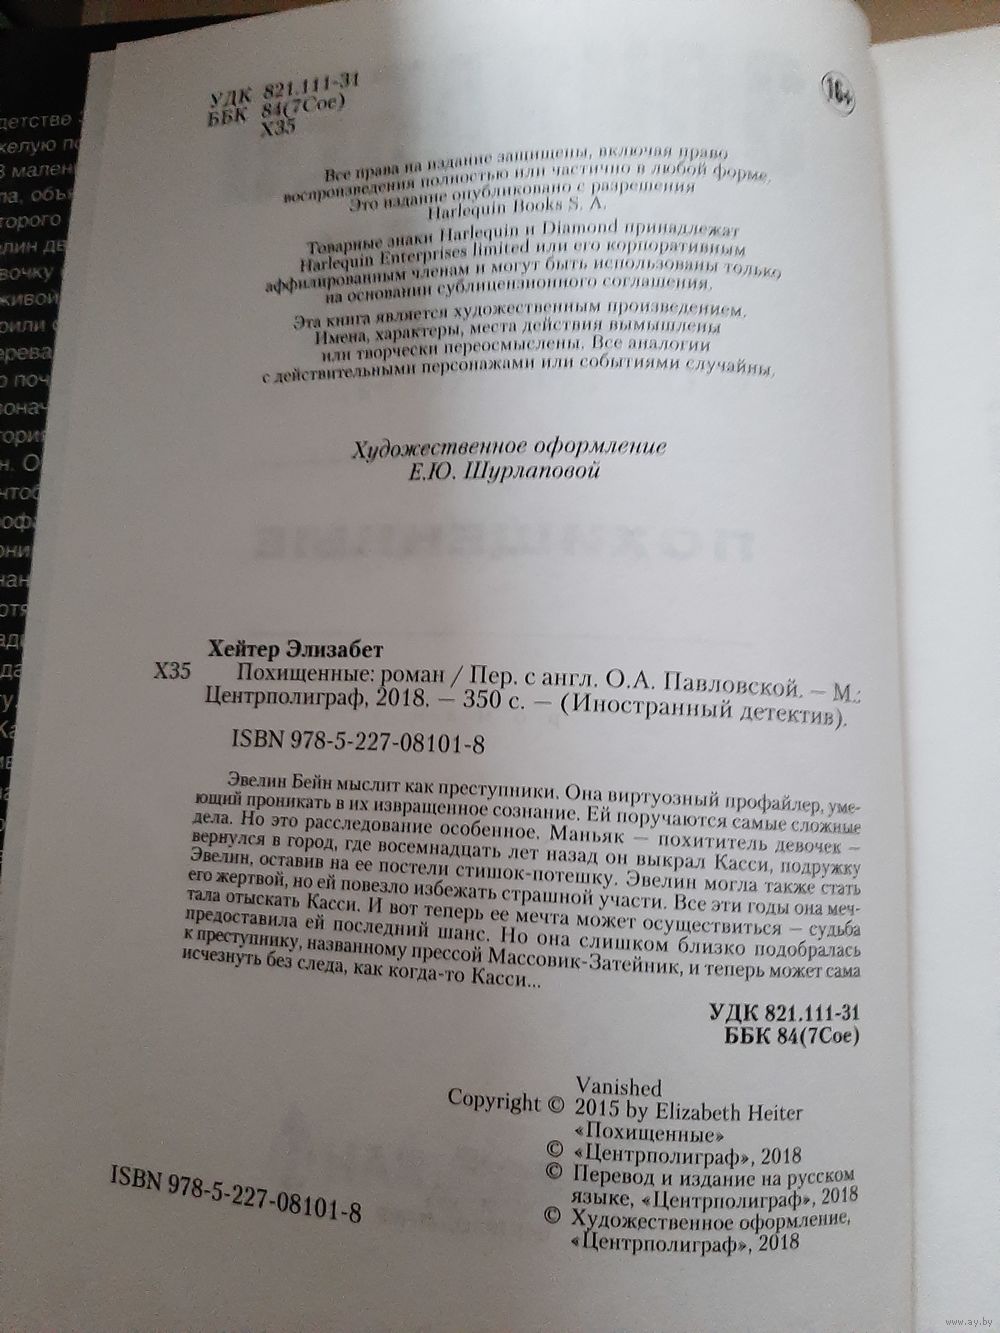 УДК 821.111-31
ББК 84(7Сое)
Х35
16+
Все права на издание защищены, включая право
воспроизведения полностью или частично в любой форме.
Это издание опубликовано с разрешения
Harlequin Books S. A.
Товарные знаки Harlequin и Diamond принадлежат
Harlequin Enterprises limited или его корпоративным
аффилированным членам и могут быть использованы только
на основании сублицензионного соглашения.
Эта книга является художественным произведением.
Имена, характеры, места действия вымышлены
или творчески переосмыслены. Все аналогии
с действительными персонажами или событиями случайны.
Художественное оформление
Е.Ю. Шурлаповой
Хейтер Элизабет
Х35 Похищенные: роман / Пер. с англ. О.А. Павловской. — М.:
Центрполиграф, 2018. — 350 с. — (Иностранный детектив).
ISBN 978-5-227-08101-8
Эвелин Бейн мыслит как преступники. Она виртуозный профайлер, уме-
ющий проникать в их извращенное сознание. Ей поручаются самые сложные
дела. Но это расследование особенное. Маньяк — похититель девочек —
вернулся в город, где восемнадцать лет назад он выкрал Касси, подружку
Эвелин, оставив на ее постели стишок-потешку. Эвелин могла также стать
его жертвой, но ей повезло избежать страшной участи. Все эти годы она меч-
тала отыскать Касси. И вот теперь ее мечта может осуществиться — судьба
предоставила ей последний шанс. Но она слишком близко подобралась
к преступнику, названному прессой Массовик-Затейник, и теперь может сама
исчезнуть без следа, как когда-то Касси...
УДК 821.111-31
ББК 84(7Сое)
Vanished
Copyright © 2015 by Elizabeth Heiter
«Похищенные»
© «Центрполиграф», 2018
© Перевод и издание на русском
языке, «Центрполиграф», 2018
© Художественное оформление,
«Центрполиграф», 2018
ISBN 978-5-227-08101-8
www.ay.by